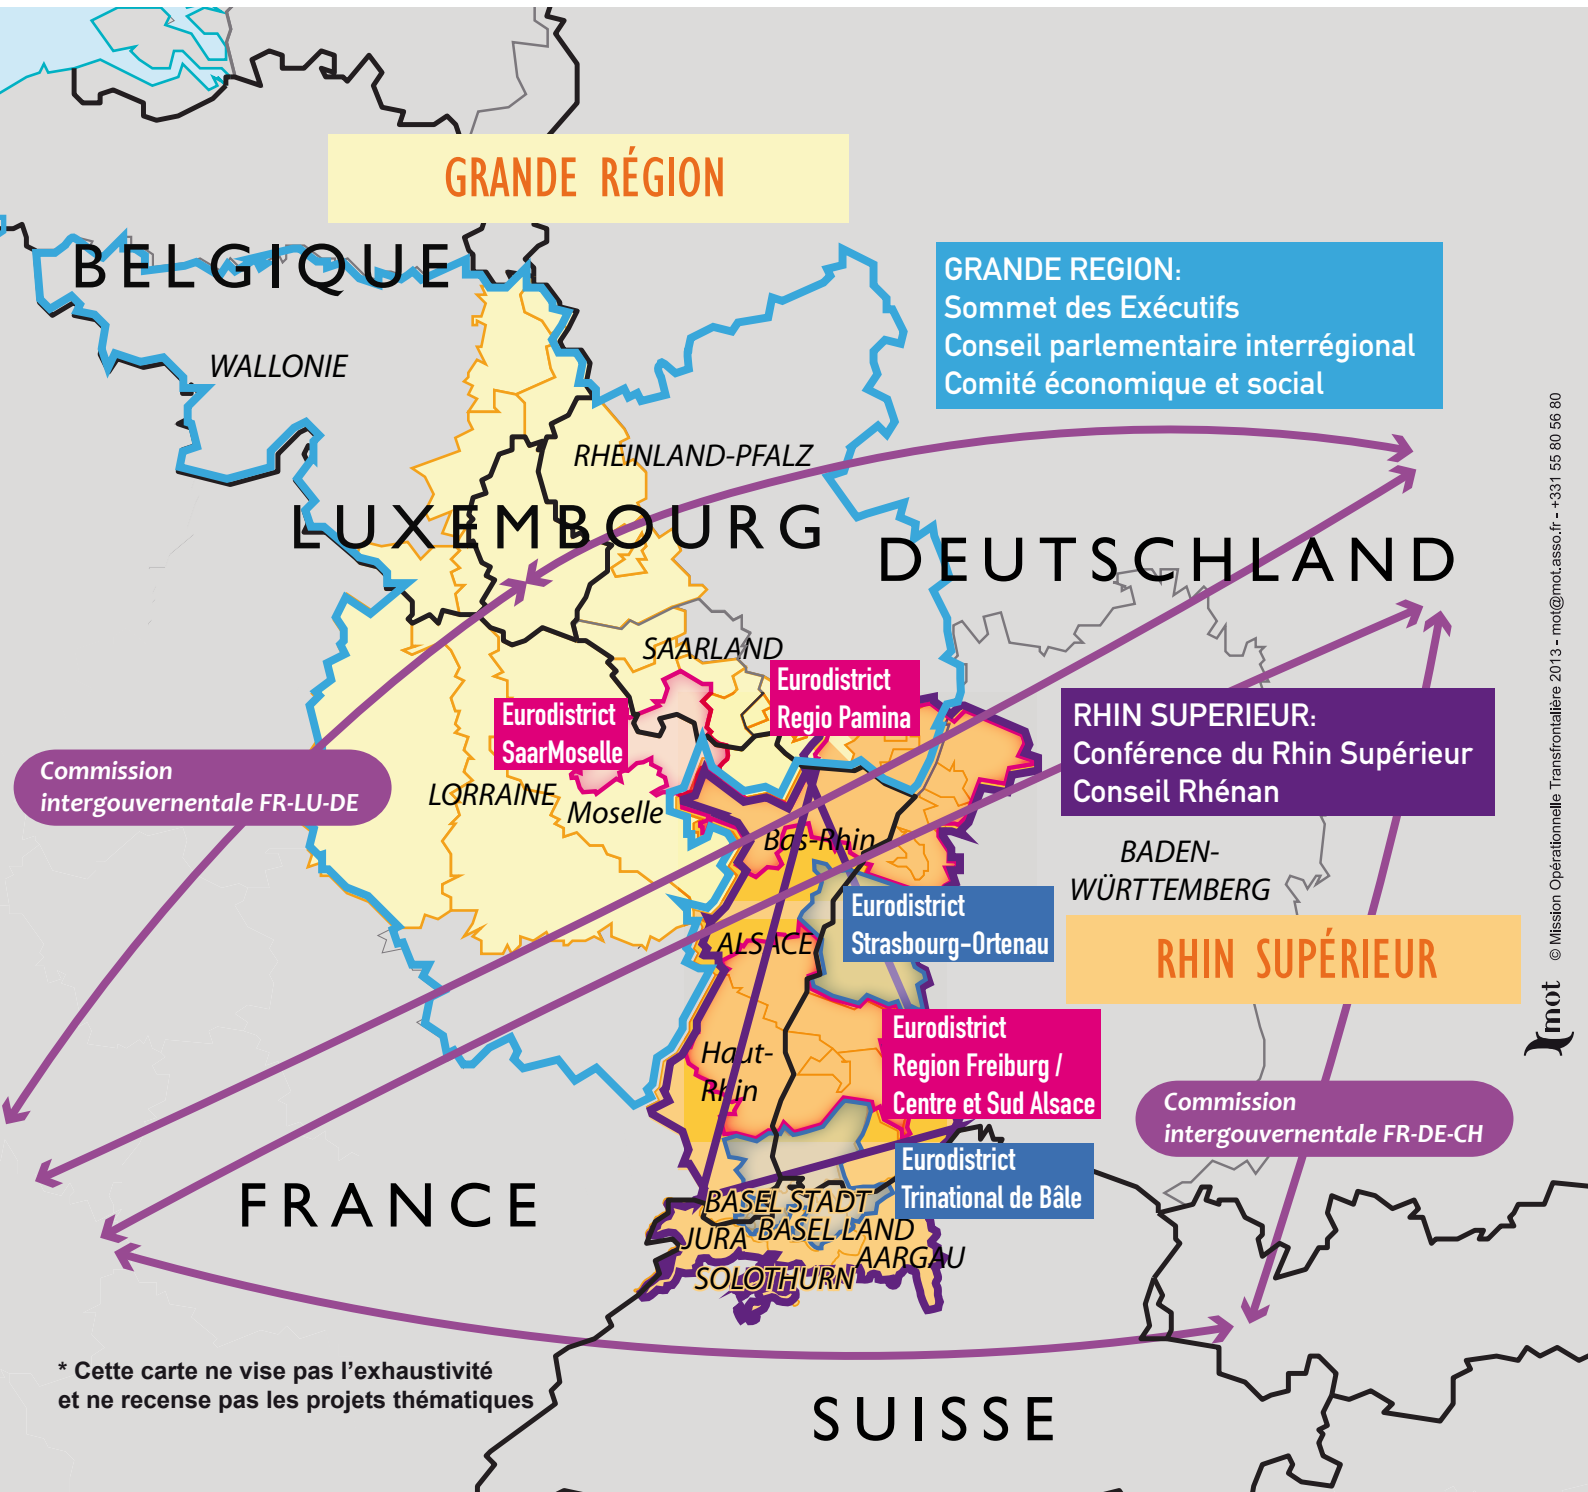 GRANDE RÉGION
BELGIQUE
GRANDE REGION:
Sommet des Exécutifs
Conseil parlementaire interrégional
Comité économique et social
WALLONIE
RHEINLAND-PFALZ
LUXEMBOURG
DEUTSCHLAND
SAARLAND
Eurodistrict
Regio Pamina
Eurodistrict
SaarMoselle
RHIN SUPERIEUR:
Conférence du Rhin Supérieur
Conseil Rhénan
Commission
intergouvernentale FR-LU-DE
LORRAINE
Moselle
Bas-Rhin
BADEN-
WÜRTTEMBERG
Eurodistrict
Strasbourg-Ortenau
ALSACE
RHIN SUPÉRIEUR
Eurodistrict
Region Freiburg /
Centre et Sud Alsace
Haut-
Rhin
Commission
intergouvernentale FR-DE-CH
Eurodistrict
Trinational de Bâle
FRANCE
BASEL STADT
JURA
BASEL LAND
AARGAU
SOLOTHURN
* Cette carte ne vise pas l'exhaustivité
et ne recense pas les projets thématiques
SUISSE
mot
© Mission Opérationnelle Transfrontalière 2013 - mot@mot.asso.fr - +331 55 80 56 80